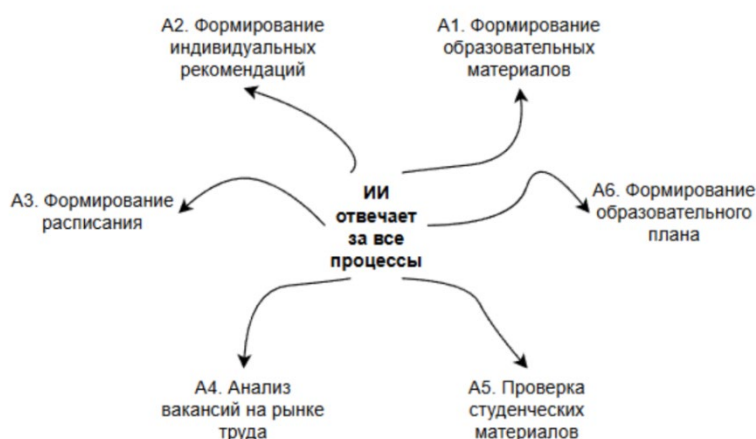 А2. Формирование
индивидуальных
рекомендаций
А1. Формирование
образовательных
материалов
А3. Формирование
расписания
ИИ
отвечает
за все
процессы
А6. Формирование
образовательного
плана
А4. Анализ
вакансий на рынке
труда
А5. Проверка
студенческих
материалов